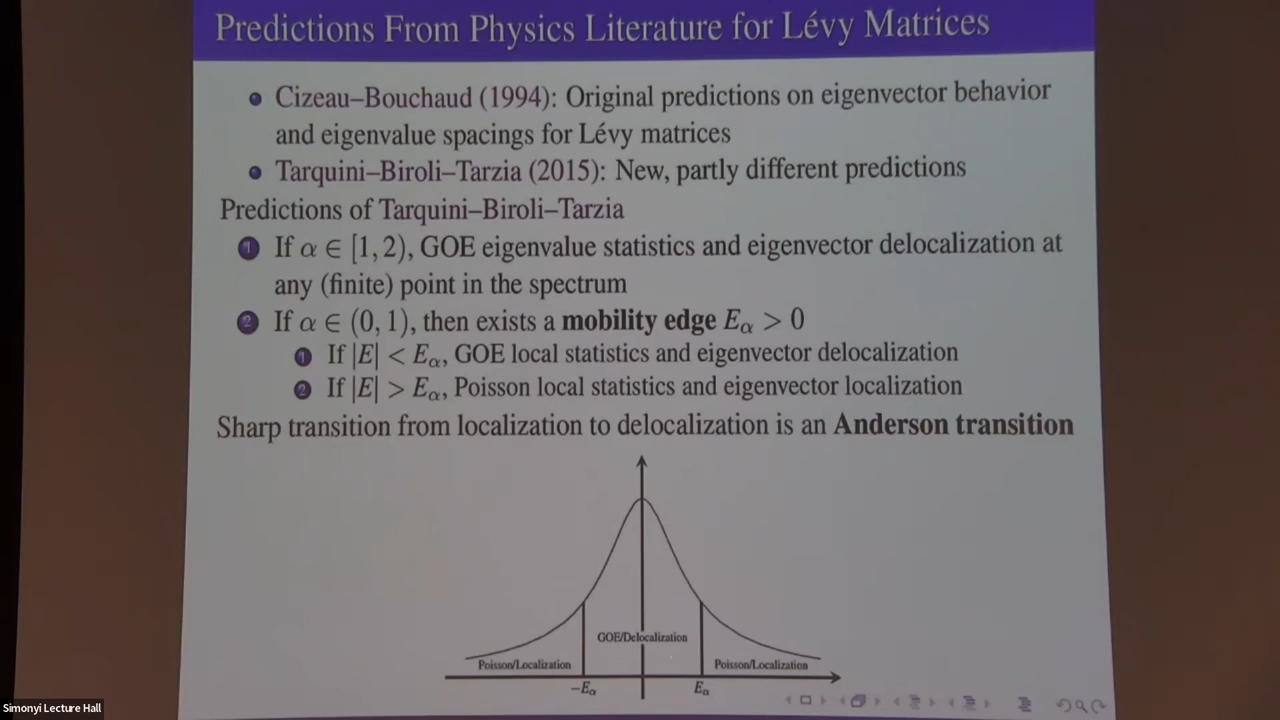 Predictions From Physics Literature for Lévy Matrices
Cizeau–Bouchaud (1994): Original predictions on eigenvector behavior
and eigenvalue spacings for Lévy matrices
Tarquini–Biroli–Tarzia (2015): New, partly different predictions
Predictions of Tarquini–Biroli–Tarzia
1 If α ∈ [1, 2), GOE eigenvalue statistics and eigenvector delocalization at
any (finite) point in the spectrum
2 If α ∈ (0, 1), then exists a mobility edge Eα > 0
1 If |E| < Eα, GOE local statistics and eigenvector delocalization
2 If |E| > Eα, Poisson local statistics and eigenvector localization
Sharp transition from localization to delocalization is an Anderson transition
GOE/Delocalization
Poisson/Localization
Poisson/Localization
−Eα
Eα
Simonyi Lecture Hall